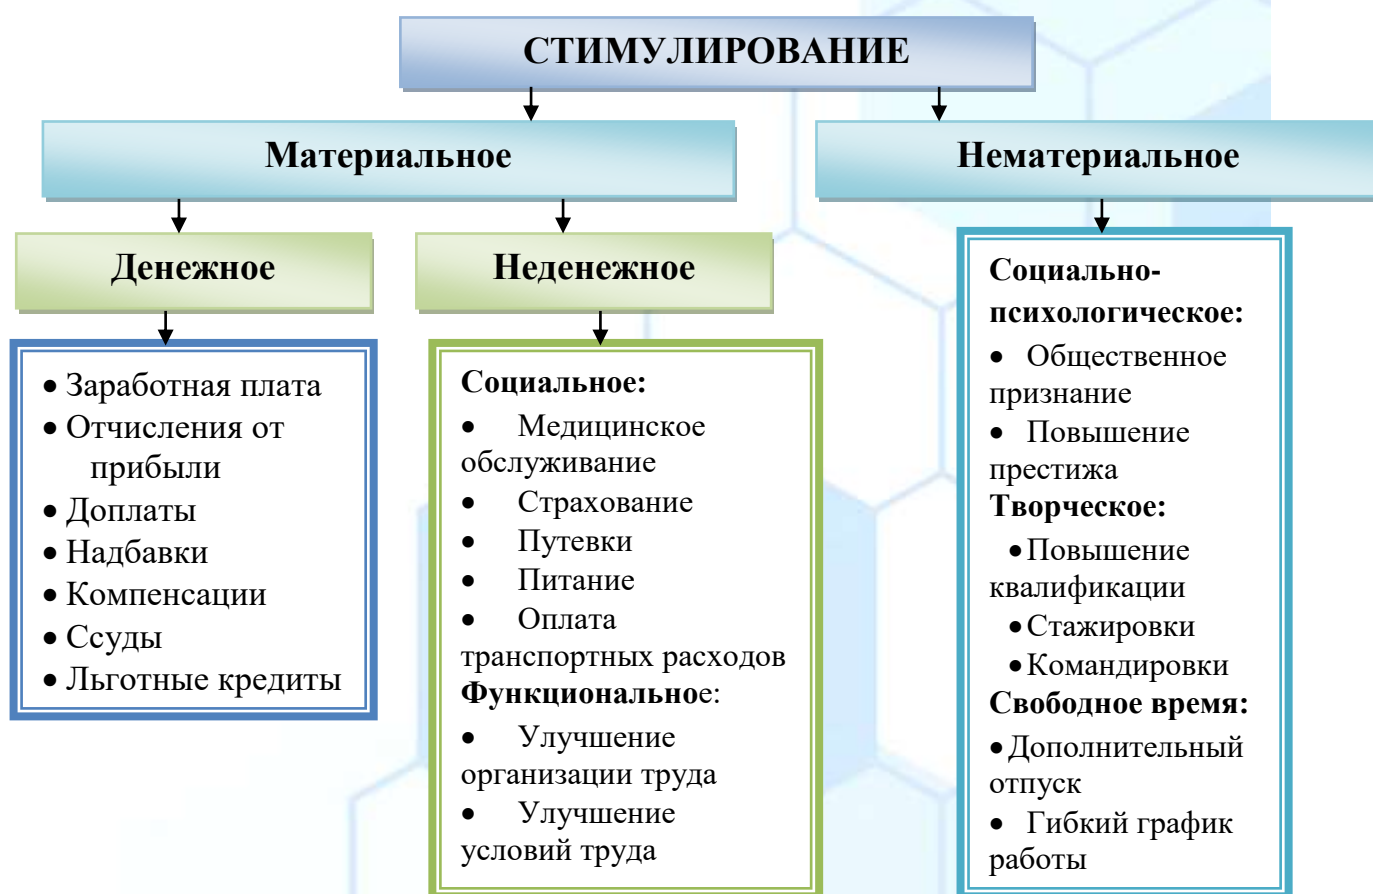 СТИМУЛИРОВАНИЕ
Материальное
Нематериальное
Денежное
Неденежное
• Заработная плата
• Отчисления от
прибыли
• Доплаты
• Надбавки
• Компенсации
• Ссуды
• Льготные кредиты
Социальное:
• Медицинское
обслуживание
• Страхование
• Путевки
• Питание
• Оплата
транспортных расходов
Функциональное:
• Улучшение
организации труда
• Улучшение
условий труда
Социально-
психологическое:
• Общественное
признание
• Повышение
престижа
Творческое:
• Повышение
квалификации
• Стажировки
• Командировки
Свободное время:
• Дополнительный
отпуск
• Гибкий график
работы